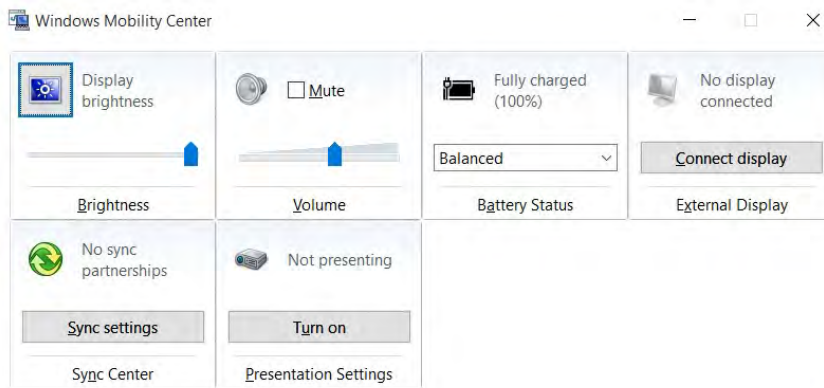 Windows Mobility Center
Display
brightness
Brightness
Mute
Volume
Fully charged
(100%)
Balanced
Battery Status
No display
connected
Connect display
External Display
No sync
partnerships
Sync settings
Sync Center
Not presenting
Turn on
Presentation Settings